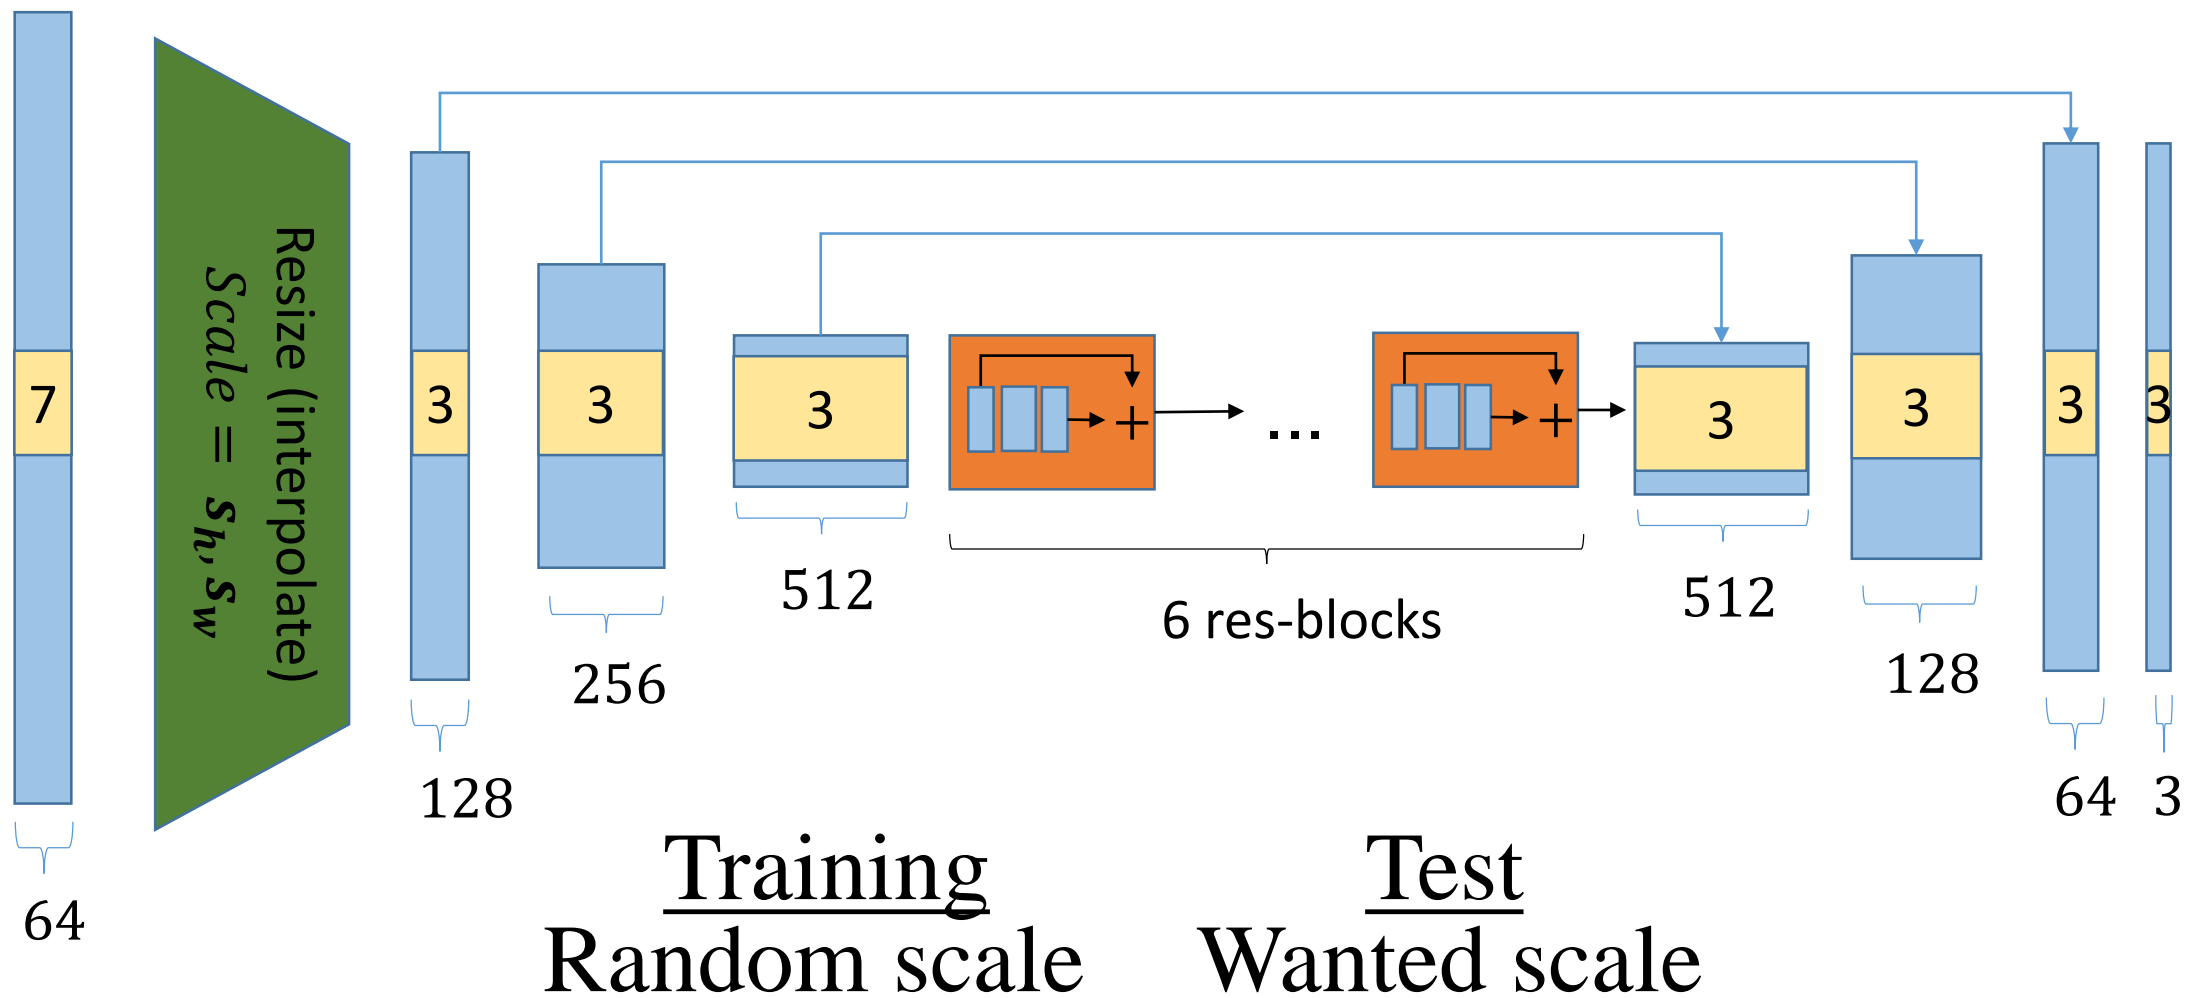 7
64
Resize (interpolate)
Scale = s_h, s_w
3
128
3
256
3
512
...
6 res-blocks
3
512
3
128
3
64
3
3
Training
Random scale
Test
Wanted scale